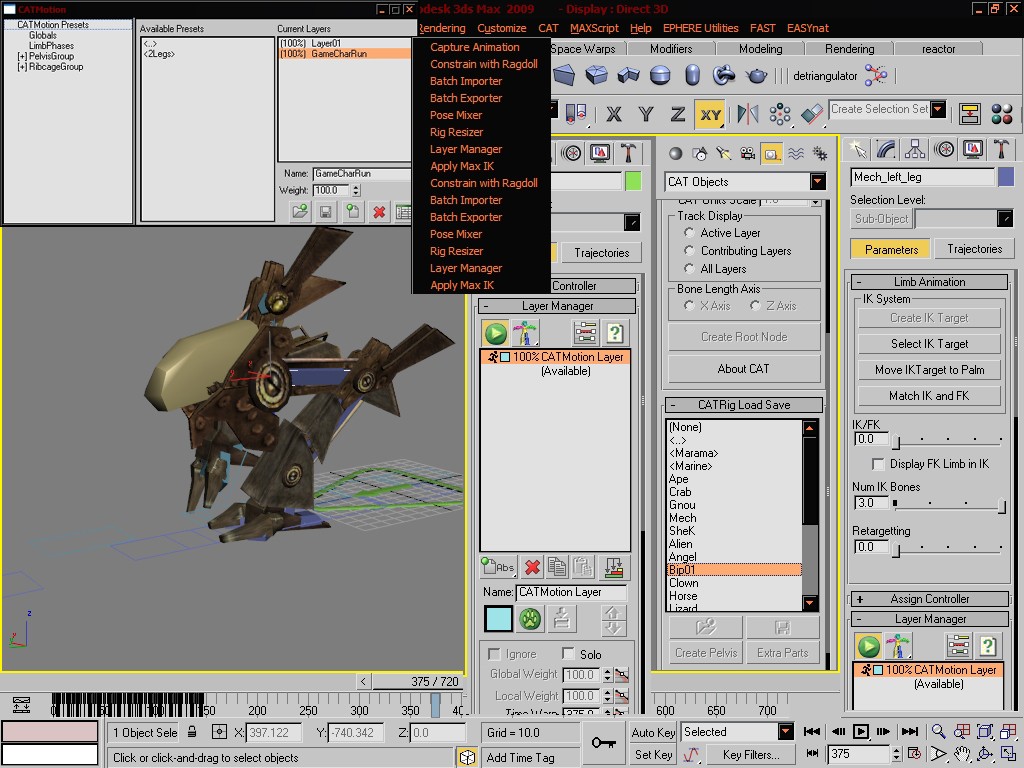 CATMotion
CATMotion Presets
Globals
LimbPhases
[+] PelvisGroup
[+] RibcageGroup
Available Presets
<..>
<2Legs>
Current Layers
(100%) Layer01
(100%) GameCharRun
Name: GameCharRun
Weight: 100.0
odesk 3ds Max 2009 - Display : Direct 3D
Rendering Customize CAT MAXScript Help EPHERE Utilities FAST EASYnat
Capture Animation
Constrain with Ragdoll
Batch Importer
Batch Exporter
Pose Mixer
Rig Resizer
Layer Manager
Apply Max IK
Constrain with Ragdoll
Batch Importer
Batch Exporter
Pose Mixer
Rig Resizer
Layer Manager
Apply Max IK
Space Warps Modifiers Modeling Rendering reactor
detriangulator
X Y Z XY
Create Selection Set
Trajectories
Controller
- Layer Manager
100% CATMotion Layer
(Available)
Abs
Name: CATMotion Layer
Ignore Solo
Global Weight 100.0
Local Weight 100.0
Time Warp 375.0
CAT Objects
CAT Units Scale 1.0
Track Display
Active Layer
Contributing Layers
All Layers
Bone Length Axis
X Axis Z Axis
Create Root Node
About CAT
- CATRig Load Save
(None)
<..>
<Marama>
<Marine>
Ape
Crab
Gnou
Mech
SheK
Alien
Angel
Bip01
Clown
Horse
Lizard
Create Pelvis Extra Parts
Mech_left_leg
Selection Level:
Sub-Object
Parameters Trajectories
- Limb Animation
IK System
Create IK Target
Select IK Target
Move IKTarget to Palm
Match IK and FK
IK/FK
0.0
Display FK Limb in IK
Num IK Bones
3.0
Retargetting
0.0
+ Assign Controller
- Layer Manager
100% CATMotion Layer
(Available)
z
x
< 375 / 720
0 50 100 150 200 250 300 350 40 600 650 700
1 Object Sele X: 397.122 Y: -740.342 Z: 0.0 Grid = 10.0
Click or click-and-drag to select objects
Add Time Tag
Auto Key Selected
Set Key Key Filters...
375